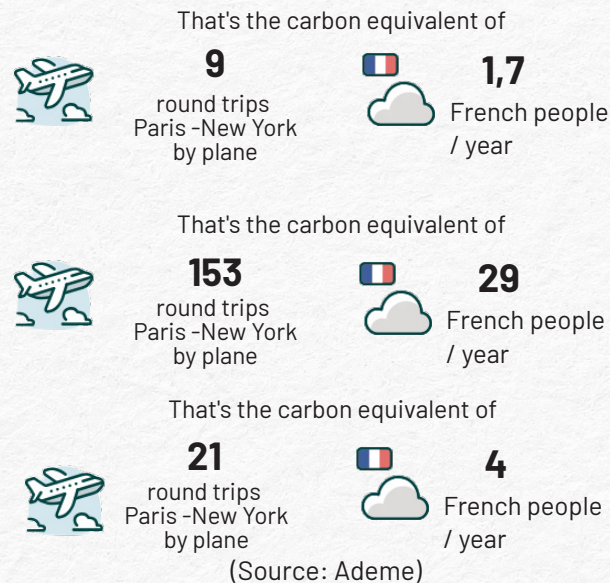 That's the carbon equivalent of
9
round trips
Paris -New York
by plane
1,7
French people
/ year
That's the carbon equivalent of
153
round trips
Paris -New York
by plane
29
French people
/ year
That's the carbon equivalent of
21
round trips
Paris -New York
by plane
4
French people
/ year
(Source: Ademe)